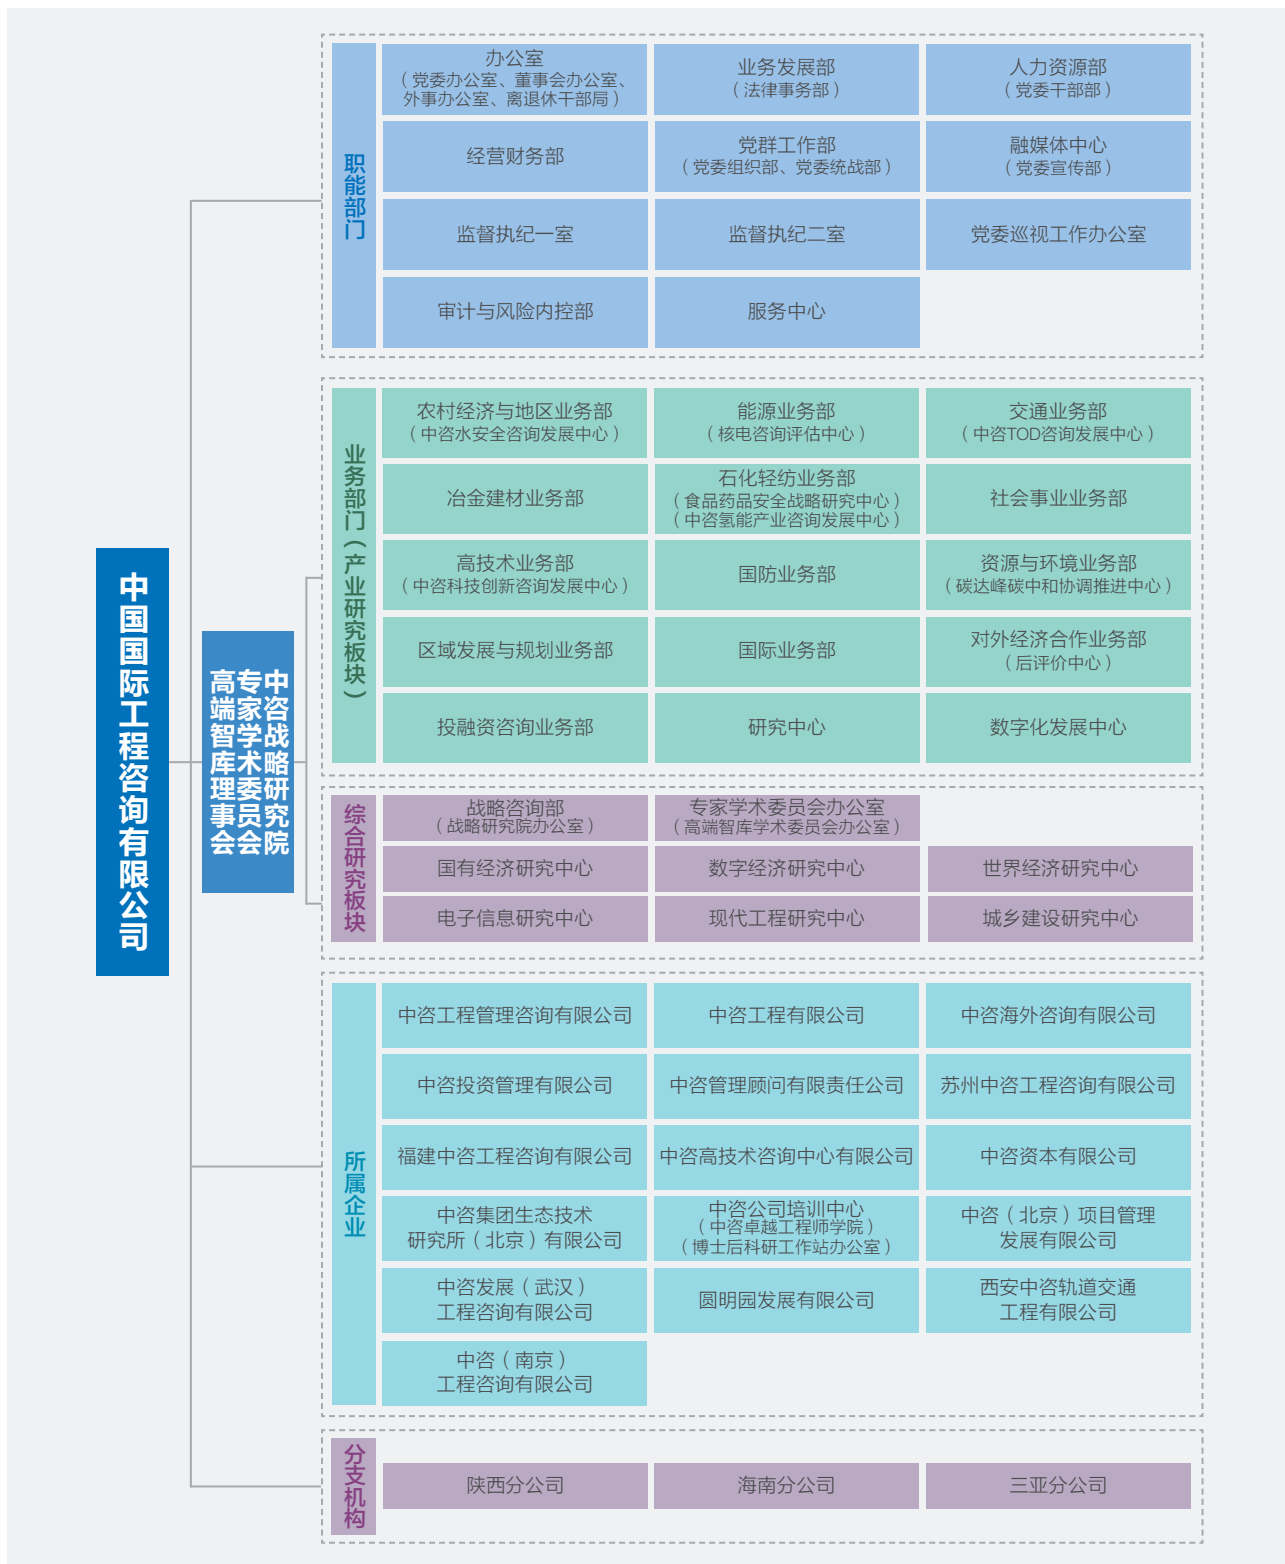 中国国际工程咨询有限公司
中咨战略研究院
专家学术委员会
高端智库理事会
职能部门
办公室
（党委办公室、董事会办公室、
外事办公室、离退休干部局）
业务发展部
（法律事务部）
人力资源部
（党委干部部）
经营财务部
党群工作部
（党委组织部、党委统战部）
融媒体中心
（党委宣传部）
监督执纪一室
监督执纪二室
党委巡视工作办公室
审计与风险内控部
服务中心
业务部门（产业研究板块）
农村经济与地区业务部
（中咨水安全咨询发展中心）
能源业务部
（核电咨询评估中心）
交通业务部
（中咨TOD咨询发展中心）
冶金建材业务部
石化轻纺业务部
（食品药品安全战略研究中心）
（中咨氢能产业咨询发展中心）
社会事业业务部
高技术业务部
（中咨科技创新咨询发展中心）
国防业务部
资源与环境业务部
（碳达峰碳中和协调推进中心）
区域发展与规划业务部
国际业务部
对外经济合作业务部
（后评价中心）
投融资咨询业务部
研究中心
数字化发展中心
综合研究板块
战略咨询部
（战略研究院办公室）
专家学术委员会办公室
（高端智库学术委员会办公室）
国有经济研究中心
数字经济研究中心
世界经济研究中心
电子信息研究中心
现代工程研究中心
城乡建设研究中心
所属企业
中咨工程管理咨询有限公司
中咨工程有限公司
中咨海外咨询有限公司
中咨投资管理有限公司
中咨管理顾问有限责任公司
苏州中咨工程咨询有限公司
福建中咨工程咨询有限公司
中咨高技术咨询中心有限公司
中咨资本有限公司
中咨集团生态技术
研究所（北京）有限公司
中咨公司培训中心
（中咨卓越工程师学院）
（博士后科研工作站办公室）
中咨（北京）项目管理
发展有限公司
中咨发展（武汉）
工程咨询有限公司
圆明园发展有限公司
西安中咨轨道交通
工程有限公司
中咨（南京）
工程咨询有限公司
分支机构
陕西分公司
海南分公司
三亚分公司